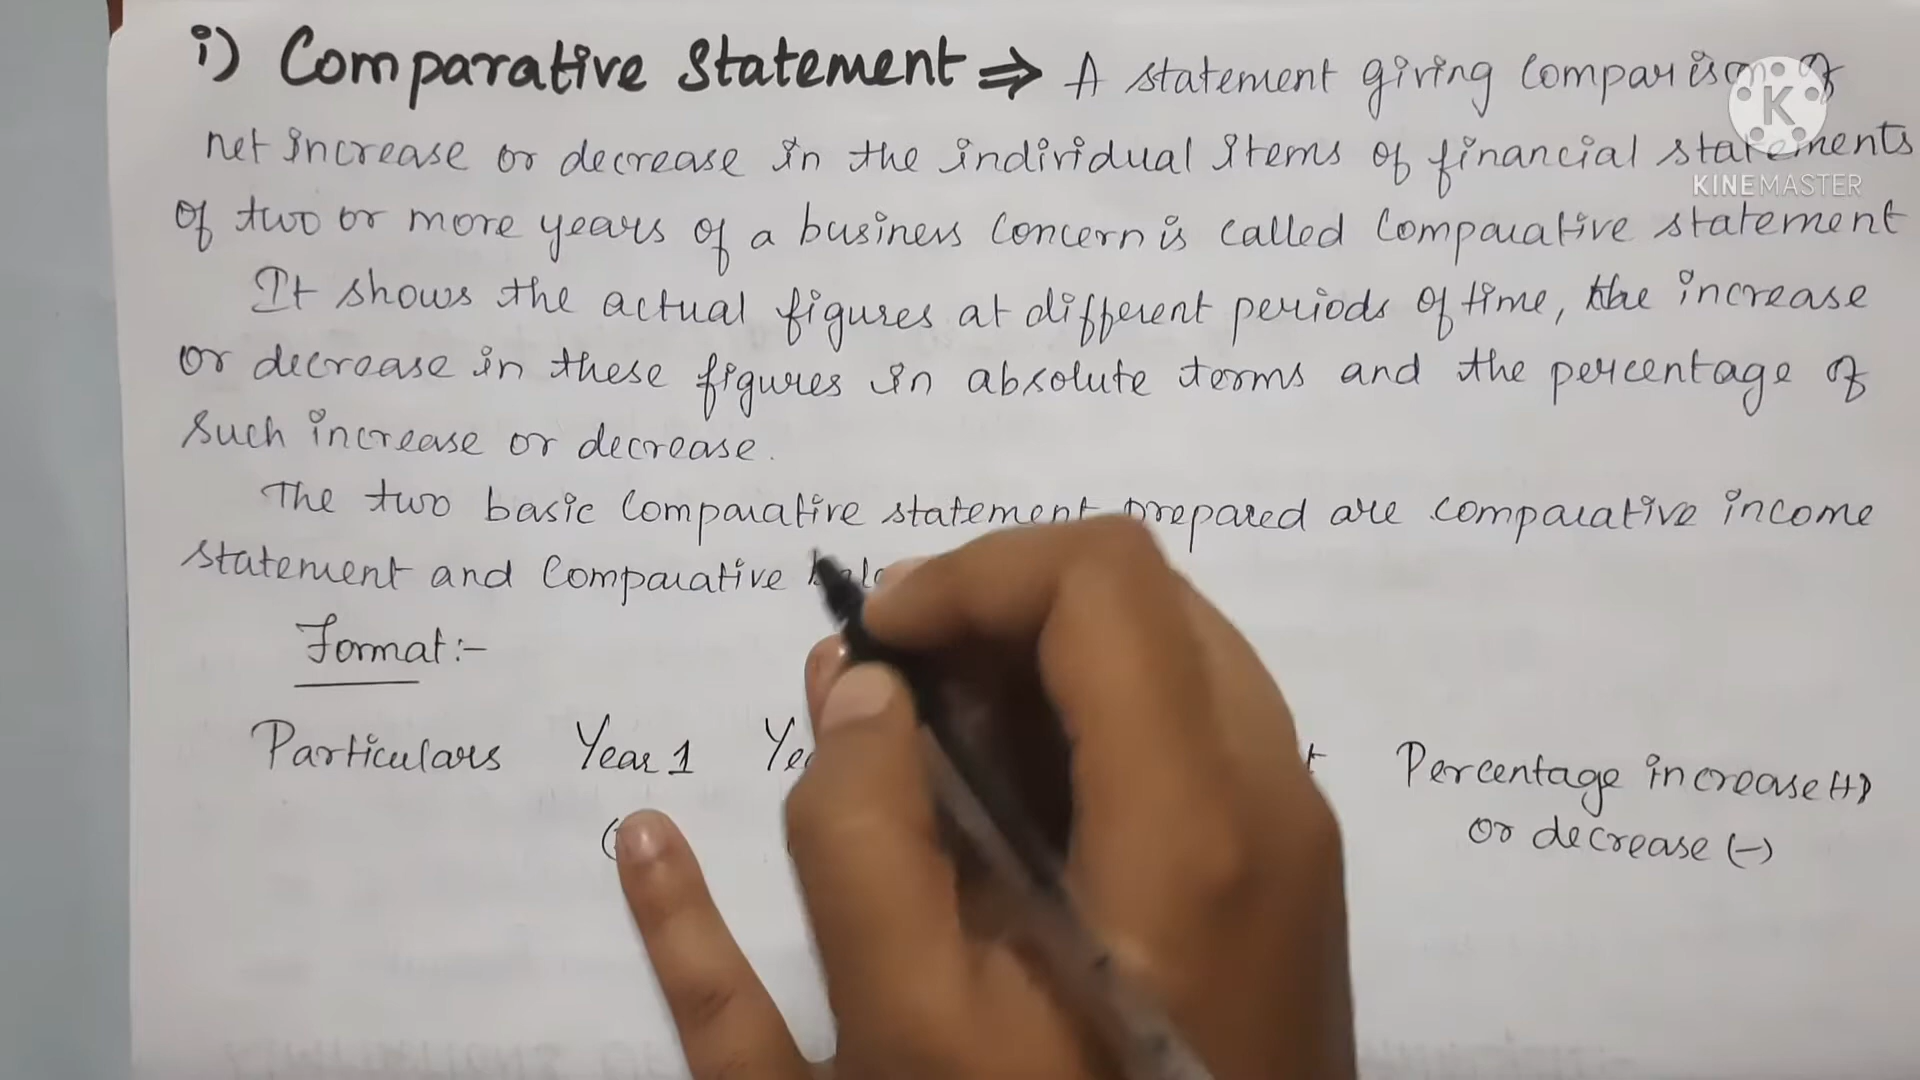 i) Comparative Statement ⇒ A statement giving comparison of
net increase or decrease in the individual items of financial statements
of two or more years of a business concern is called comparative statement
It shows the actual figures at different periods of time, the increase
or decrease in these figures in absolute terms and the percentage of
such increase or decrease.
The two basic comparative statement prepared are comparative income
statement and comparative
Format:-
Particulars Year 1 Percentage increase (+)
or decrease (-)
KINEMASTER